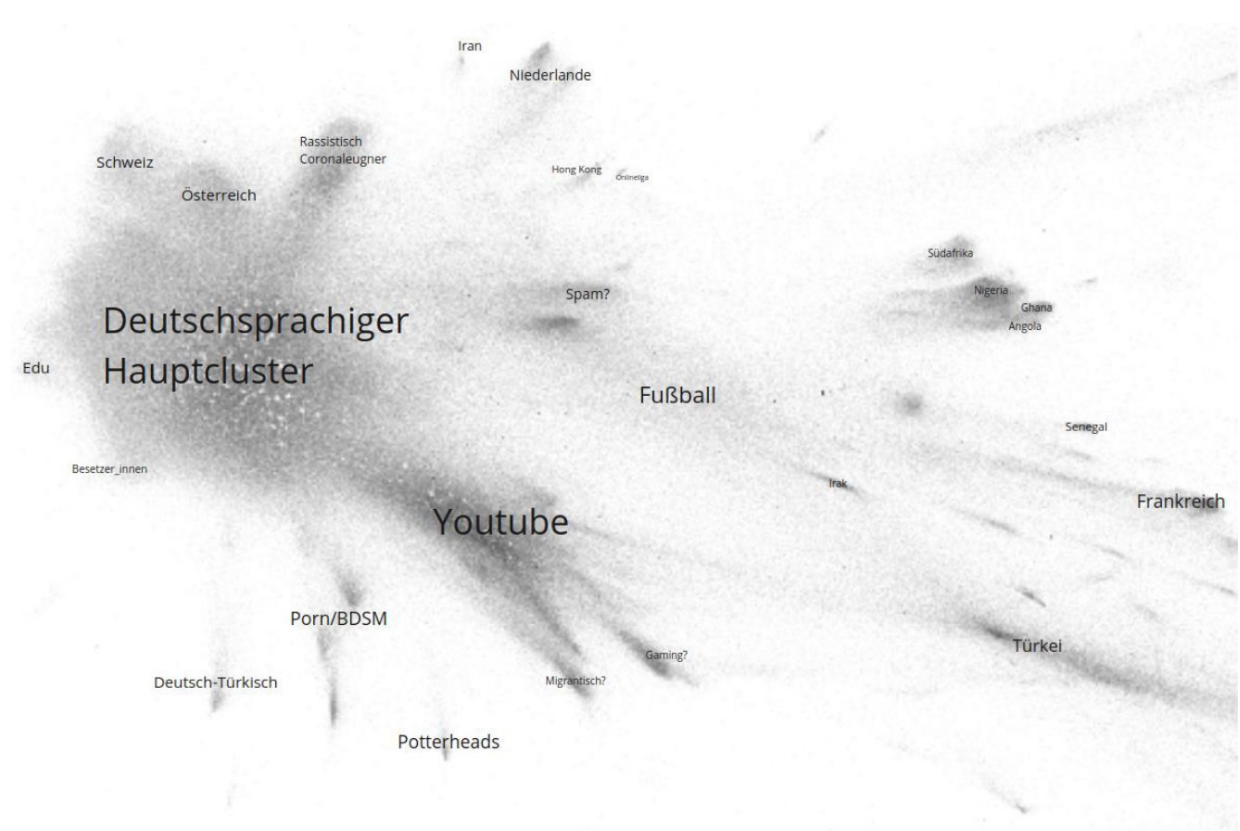 Iran
Niederlande
Rassistisch
Coronaleugner
Schweiz
Österreich
Hong Kong
Onlineliga
Südafrika
Nigeria
Ghana
Angola
Spam?
Deutschsprachiger
Hauptcluster
Edu
Fußball
Senegal
Besetzer_innen
Irak
Frankreich
Youtube
Porn/BDSM
Türkei
Gaming?
Migrantisch?
Deutsch-Türkisch
Potterheads